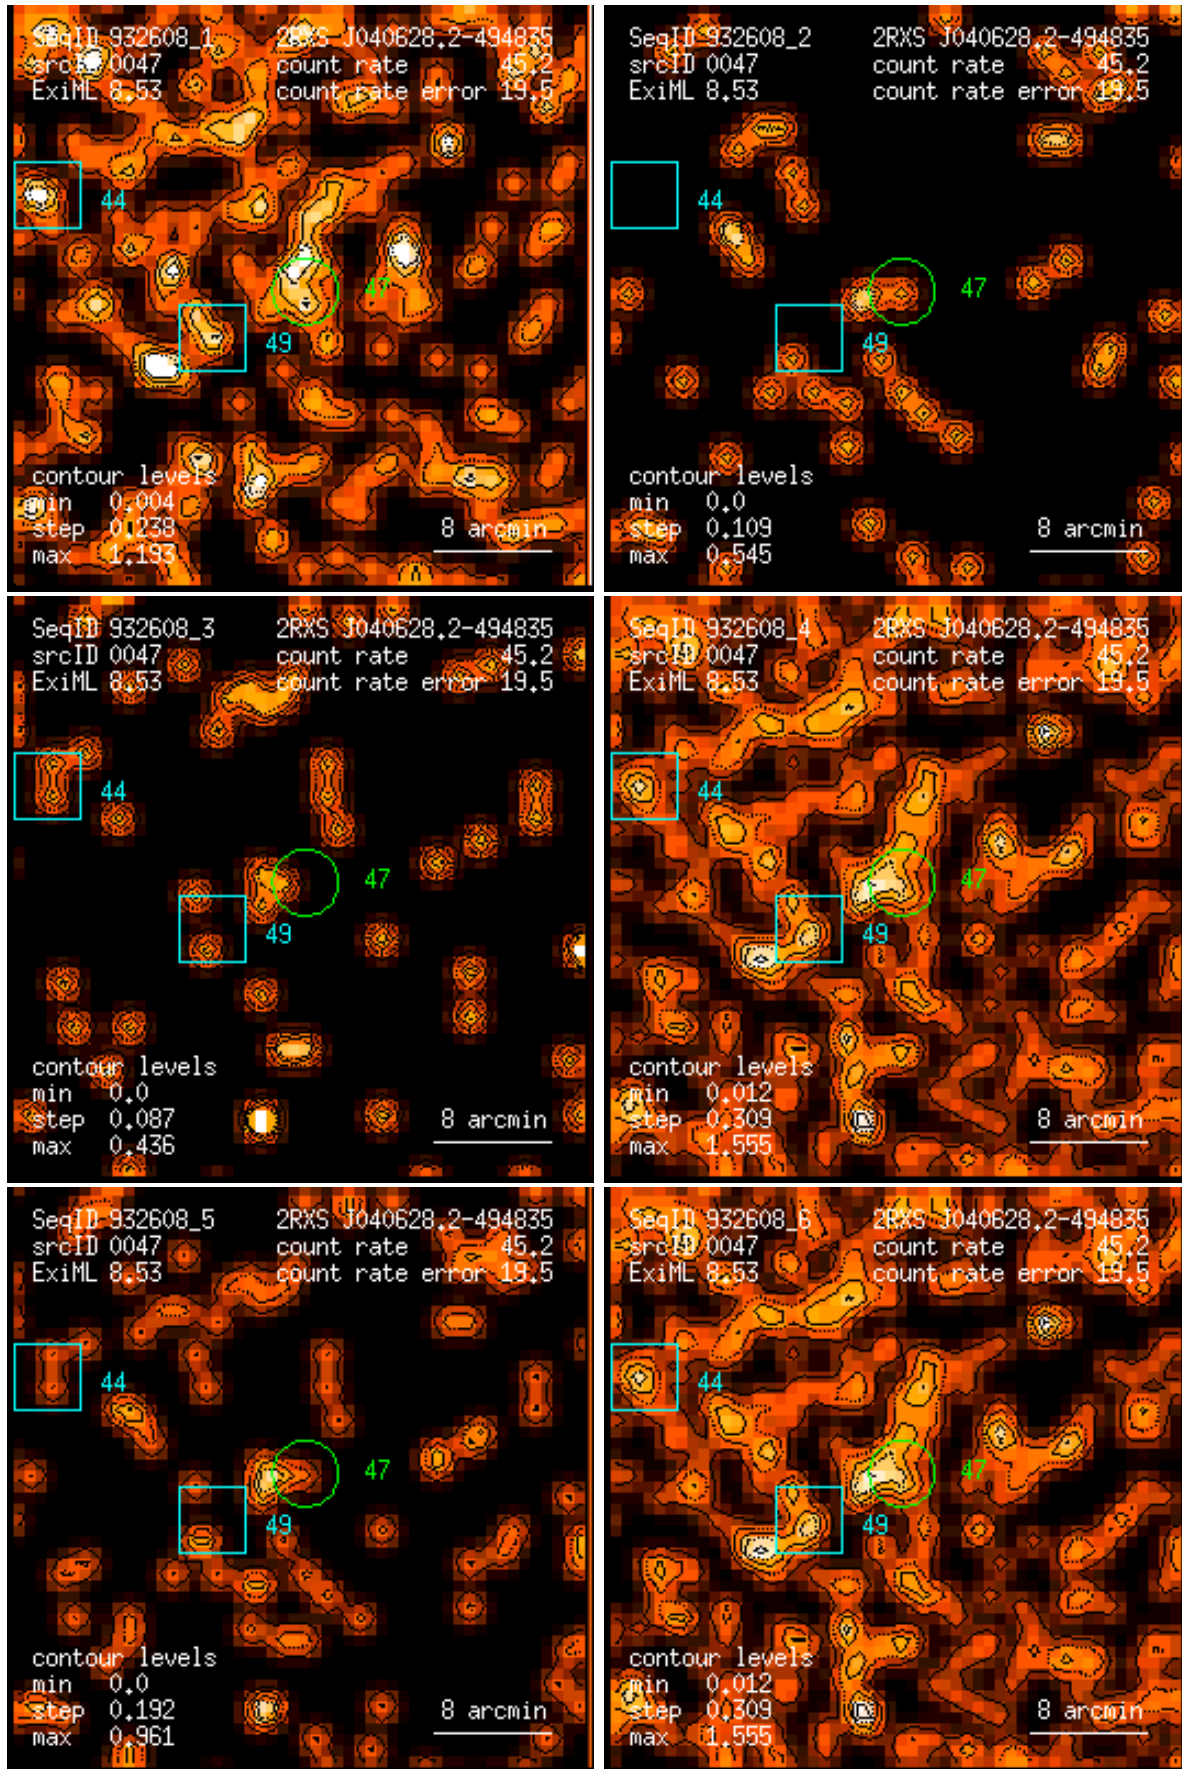 SeqID 932608_1 2RXS J040628.2-494835
srcID 0047 count rate 45.2
ExiML 8.53 count rate error 19.5
44
47
49
contour levels
min 0.004
step 0.238
max 1.193
8 arcmin
SeqID 932608_2 2RXS J040628.2-494835
srcID 0047 count rate 45.2
ExiML 8.53 count rate error 19.5
44
47
49
contour levels
min 0.0
step 0.109
max 0.545
8 arcmin
SeqID 932608_3 2RXS J040628.2-494835
srcID 0047 count rate 45.2
ExiML 8.53 count rate error 19.5
44
47
49
contour levels
min 0.0
step 0.087
max 0.436
8 arcmin
SeqID 932608_4 2RXS J040628.2-494835
srcID 0047 count rate 45.2
ExiML 8.53 count rate error 19.5
44
47
49
contour levels
min 0.012
step 0.309
max 1.555
8 arcmin
SeqID 932608_5 2RXS J040628.2-494835
srcID 0047 count rate 45.2
ExiML 8.53 count rate error 19.5
44
47
49
contour levels
min 0.0
step 0.192
max 0.961
8 arcmin
SeqID 932608_6 2RXS J040628.2-494835
srcID 0047 count rate 45.2
ExiML 8.53 count rate error 19.5
44
47
49
contour levels
min 0.012
step 0.309
max 1.555
8 arcmin